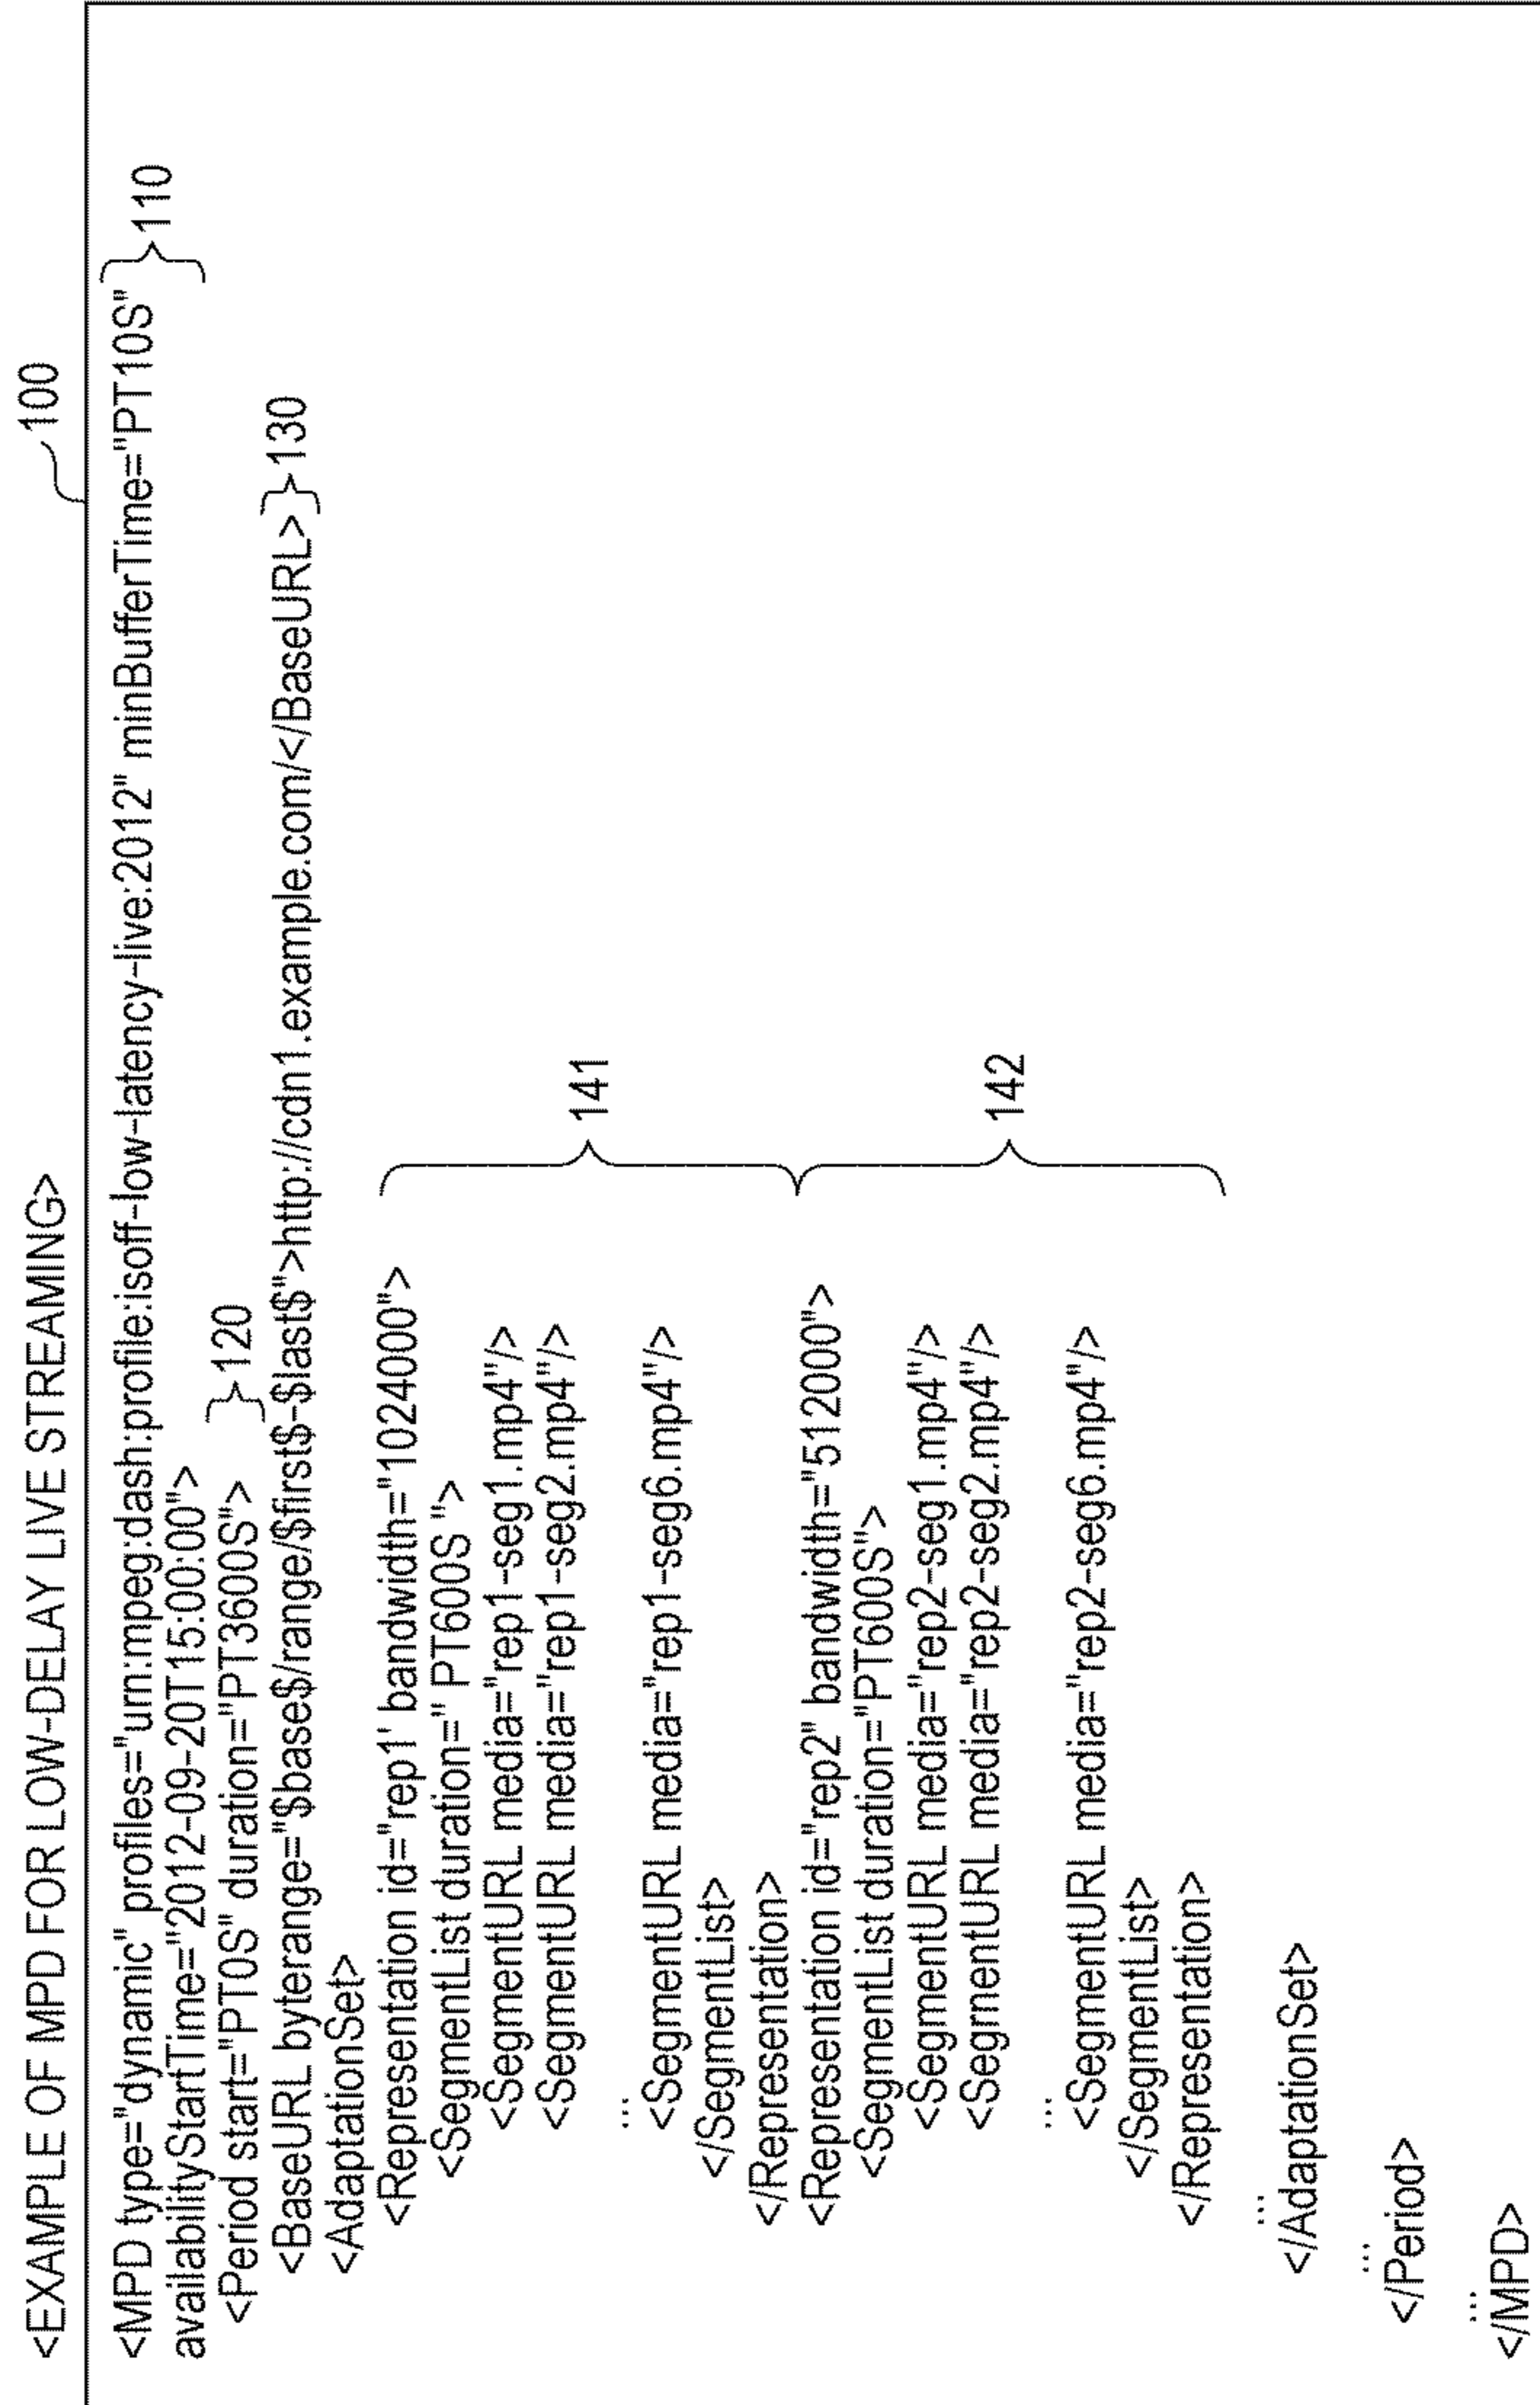 <EXAMPLE OF MPD FOR LOW-DELAY LIVE STREAMING>
100
<MPD type="dynamic" profiles="urn:mpeg:dash:profile:isoff-low-latency-live:2012" minBufferTime="PT10S"
110
availabilityStartTime="2012-09-20T15:00:00">
<Period start="PT0S" duration="PT3600S">
120
<BaseURL byterange="$base$/range/$first$-$last$">http://cdn1.example.com/</BaseURL>
130
<AdaptationSet>
<Representation id="rep1' bandwidth="1024000">
<SegmentList duration=" PT600S ">
<SegmentURL media="rep1-seg1.mp4"/>
<SegmentURL media="rep1-seg2.mp4"/>
...
<SegmentURL media="rep1-seg6.mp4"/>
</SegmentList>
</Representation>
141
<Representation id="rep2" bandwidth="512000">
<SegmentList duration="PT600S">
<SegmentURL media="rep2-seg1.mp4"/>
<SegmentURL media="rep2-seg2.mp4"/>
...
<SegmentURL media="rep2-seg6.mp4"/>
</SegmentList>
</Representation>
142
...
</AdaptationSet>
...
</Period>
...
</MPD>